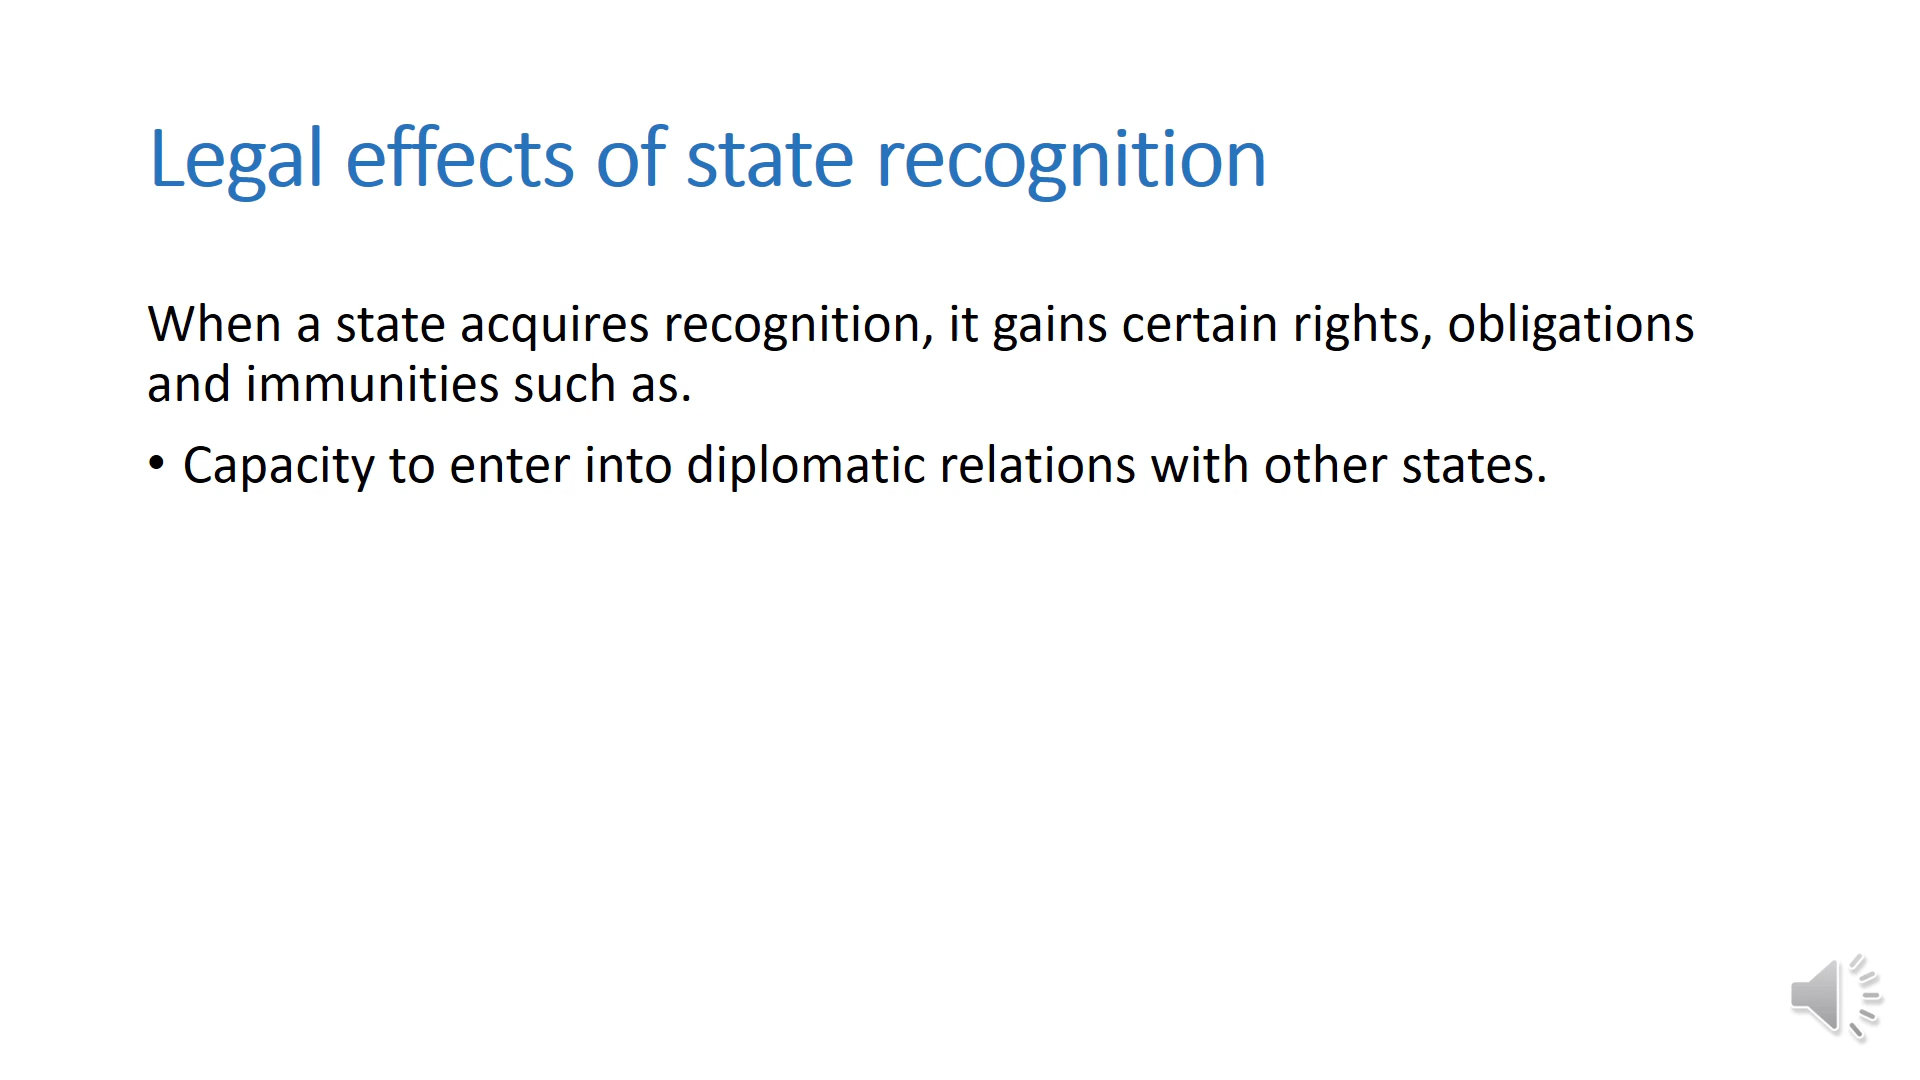 Legal effects of state recognition
When a state acquires recognition, it gains certain rights, obligations
and immunities such as.
• Capacity to enter into diplomatic relations with other states.